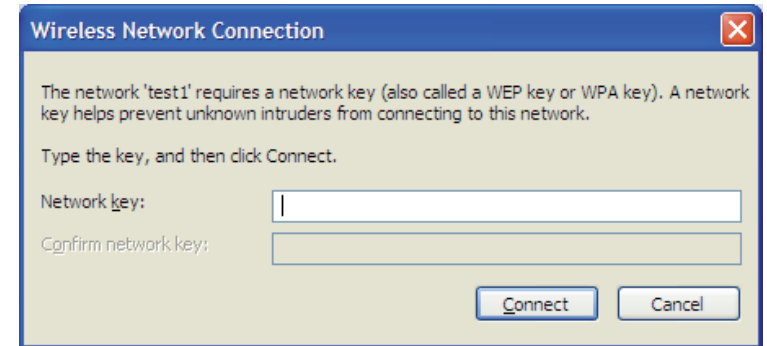 Wireless Network Connection
The network 'test1' requires a network key (also called a WEP key or WPA key). A network
key helps prevent unknown intruders from connecting to this network.
Type the key, and then click Connect.
Network key:
Confirm network key:
Connect Cancel